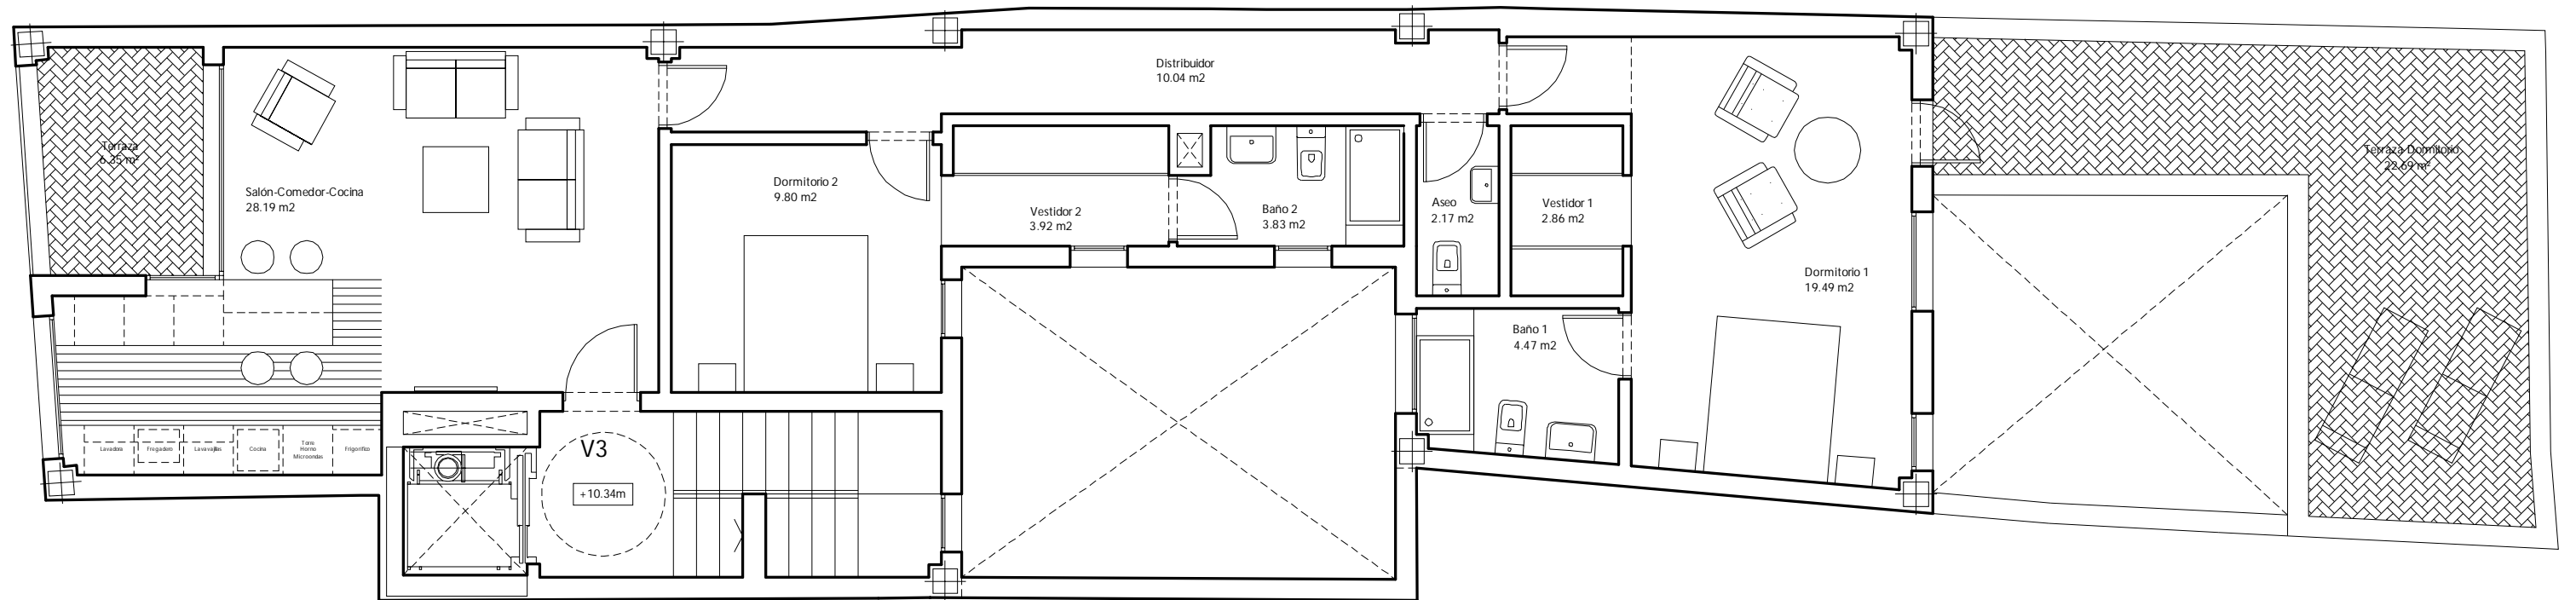 Terraza
6.35 m²
Salón-Comedor-Cocina
28.19 m2
Dormitorio 2
9.80 m2
Distribuidor
10.04 m2
Vestidor 2
3.92 m2
Baño 2
3.83 m2
Aseo
2.17 m2
Vestidor 1
2.86 m2
Dormitorio 1
19.49 m2
Baño 1
4.47 m2
Terraza Dormitorio
22.69 m²
Lavadora
Fregadero
Lavavajillas
Cocina
Torre
Horno
Microondas
Frigorífico
V3
+10.34m